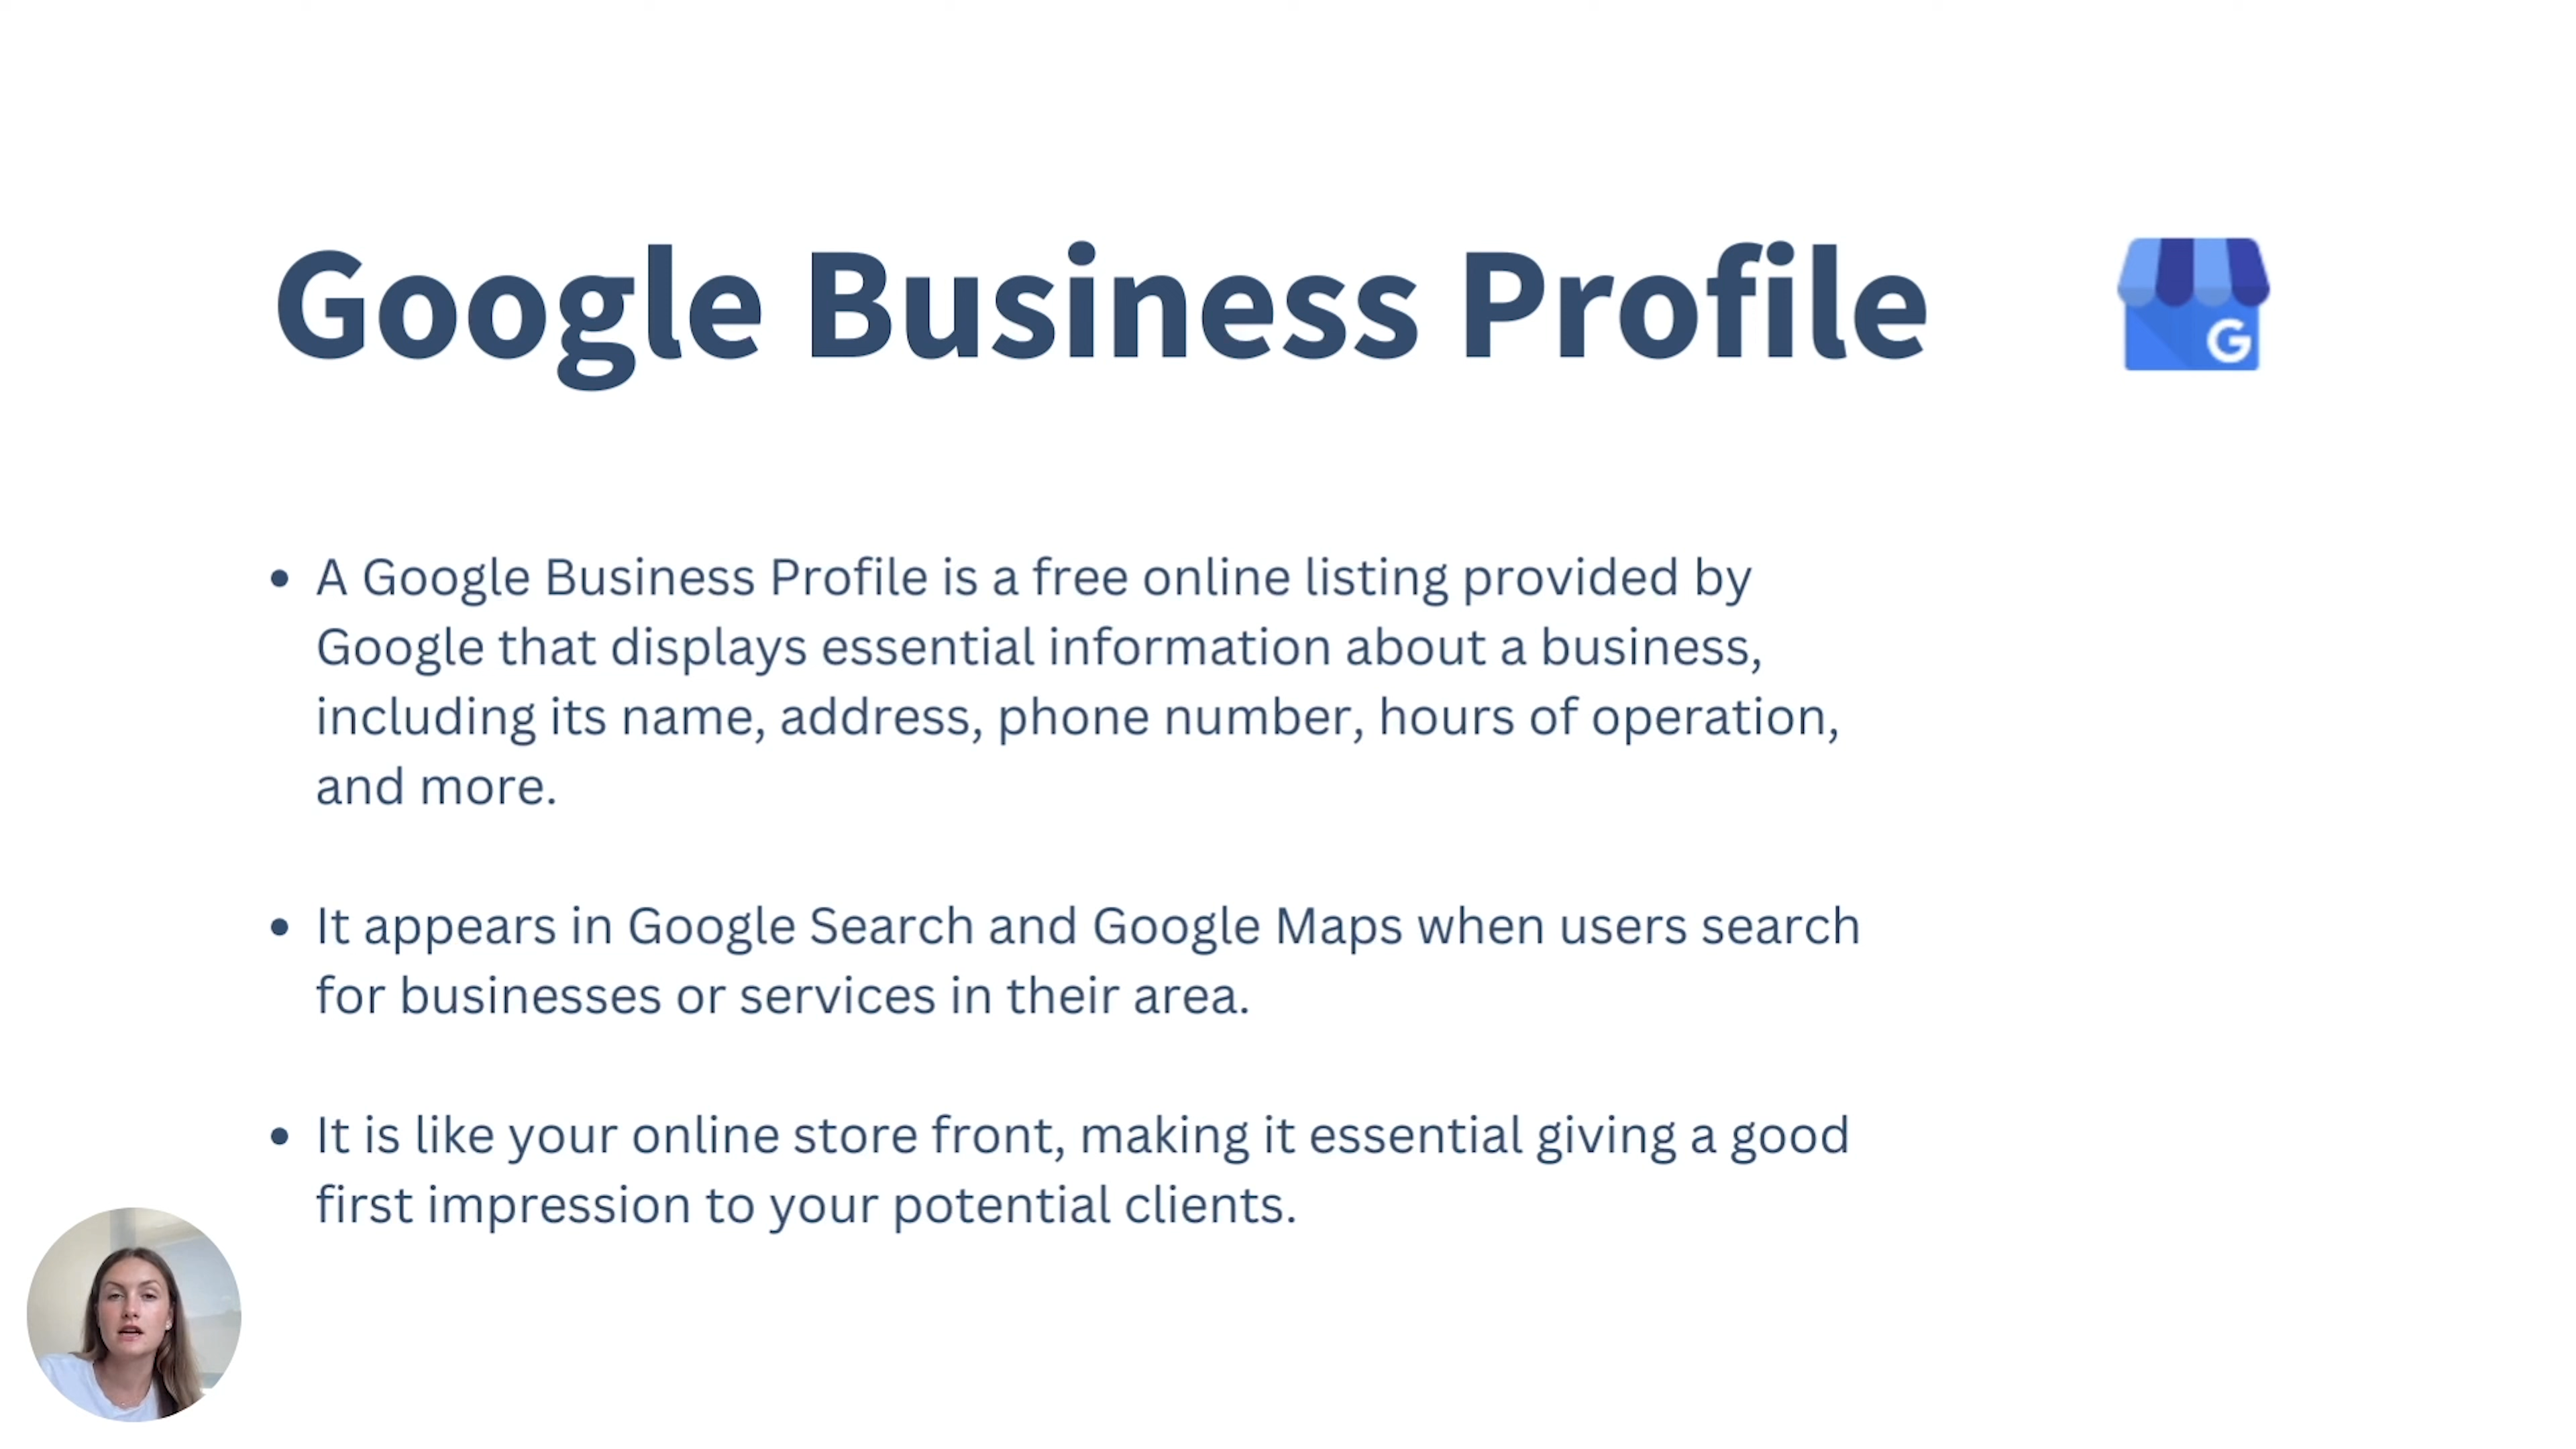 Google Business Profile
G
• A Google Business Profile is a free online listing provided by
Google that displays essential information about a business,
including its name, address, phone number, hours of operation,
and more.
• It appears in Google Search and Google Maps when users search
for businesses or services in their area.
• It is like your online store front, making it essential giving a good
first impression to your potential clients.